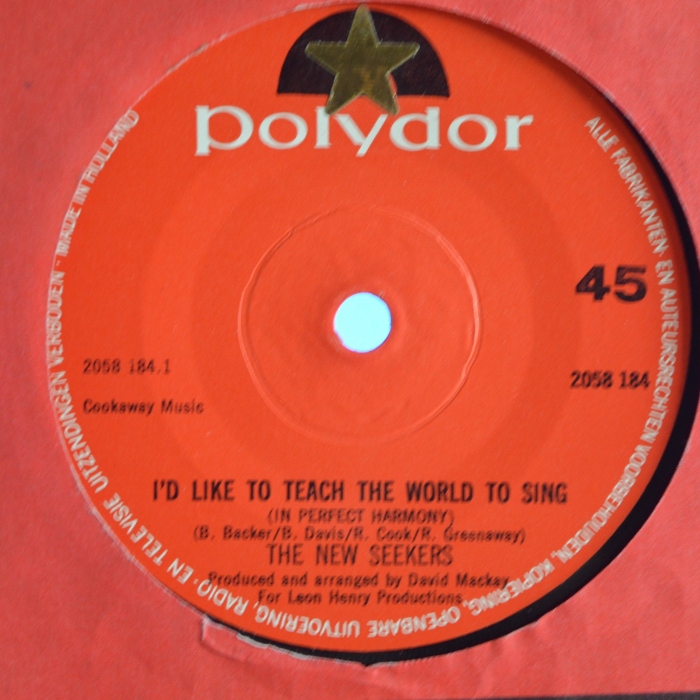 polydor
45
2058 184.1
2058 184
Cookaway Music
I'D LIKE TO TEACH THE WORLD TO SING
(IN PERFECT HARMONY)
(B. Backer/B. Davis/R. Cook/R. Greenaway)
THE NEW SEEKERS
Produced and arranged by David Mackay
For Leon Henry Productions
ALLE FABRIKANTEN- EN AUTEURSRECHTEN VOORBEHOUDEN, KOPIERING, OPENBARE UITVOERING, RADIO- EN TELEVISIE UITZENDINGEN VERBODEN - MADE IN HOLLAND